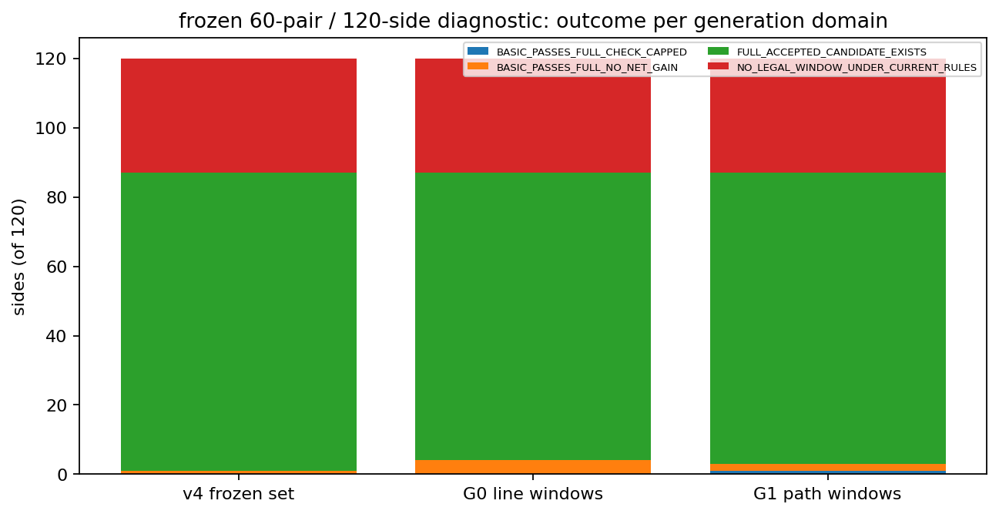 frozen 60-pair / 120-side diagnostic: outcome per generation domain
BASIC_PASSES_FULL_CHECK_CAPPED
BASIC_PASSES_FULL_NO_NET_GAIN
FULL_ACCEPTED_CANDIDATE_EXISTS
NO_LEGAL_WINDOW_UNDER_CURRENT_RULES
sides (of 120)
120
100
80
60
40
20
0
v4 frozen set
G0 line windows
G1 path windows